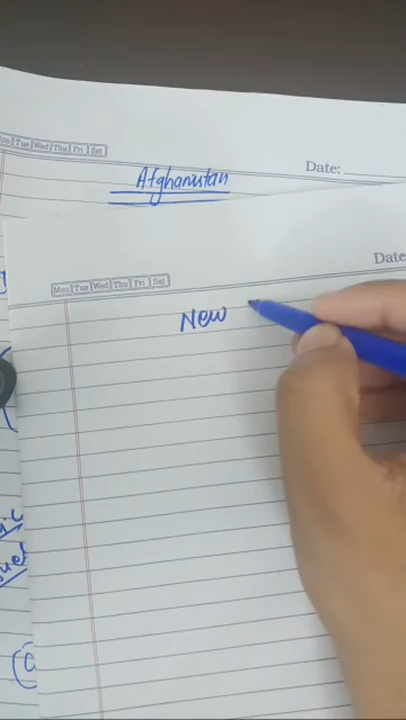 Mon Tue Wed Thu Fri Sat
Date:
Afghanistan
Mon Tue Wed Thu Fri Sat
Date
New